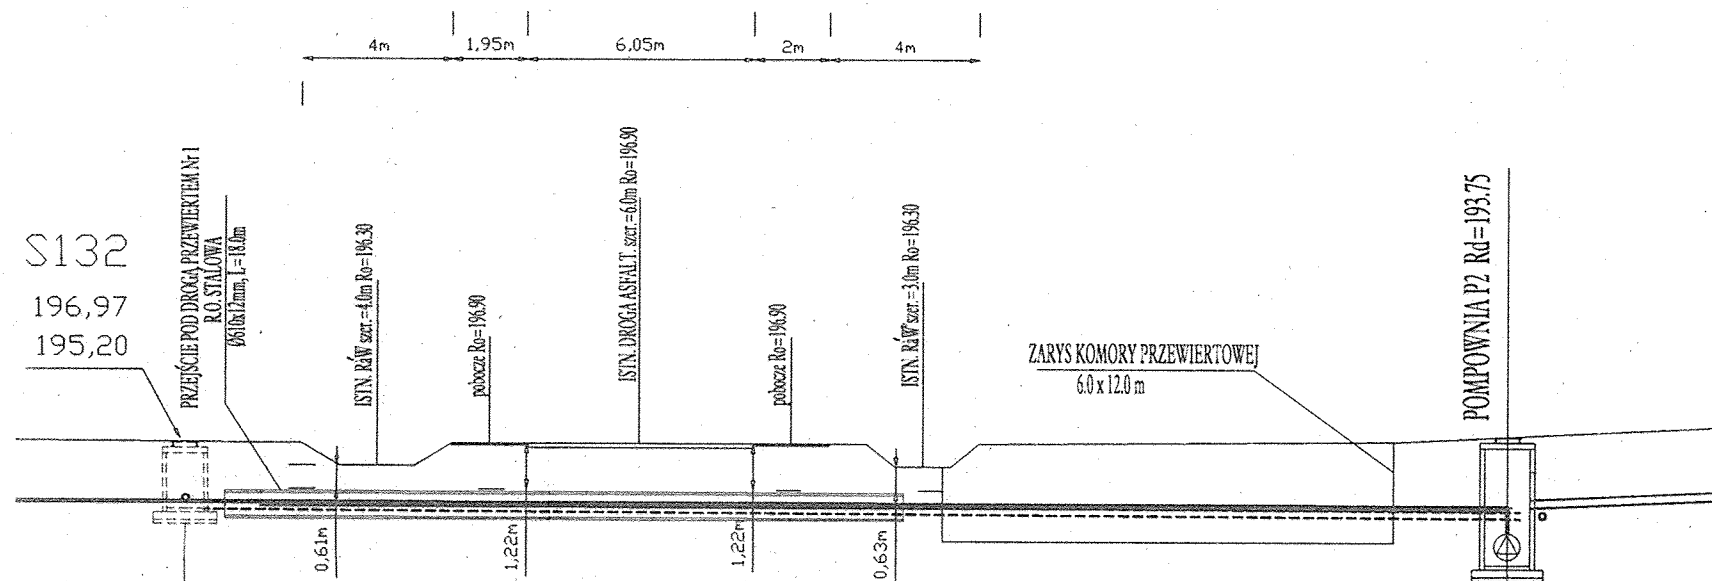 4m
1,95m
6,05m
2m
4m
S132
196,97
195,20
PRZEJŚCIE POD DROGĄ PRZEWIERTEM Nr 1
R.O. STALOWA
Ø610x12mm, L=18.0m
ISTN. RÓW szer.=4.0m Ro=196.30
pobocze Ro=196.90
ISTN. DROGA ASFALT. szer.=6.0m Ro=196.90
pobocze Ro=196.90
ISTN. RÓW szer.=3.0m Ro=196.30
ZARYS KOMORY PRZEWIERTOWEJ
6.0 x 12.0 m
POMPOWNIA P2 Rd=193.75
0,61m
1,22m
1,22m
0,63m